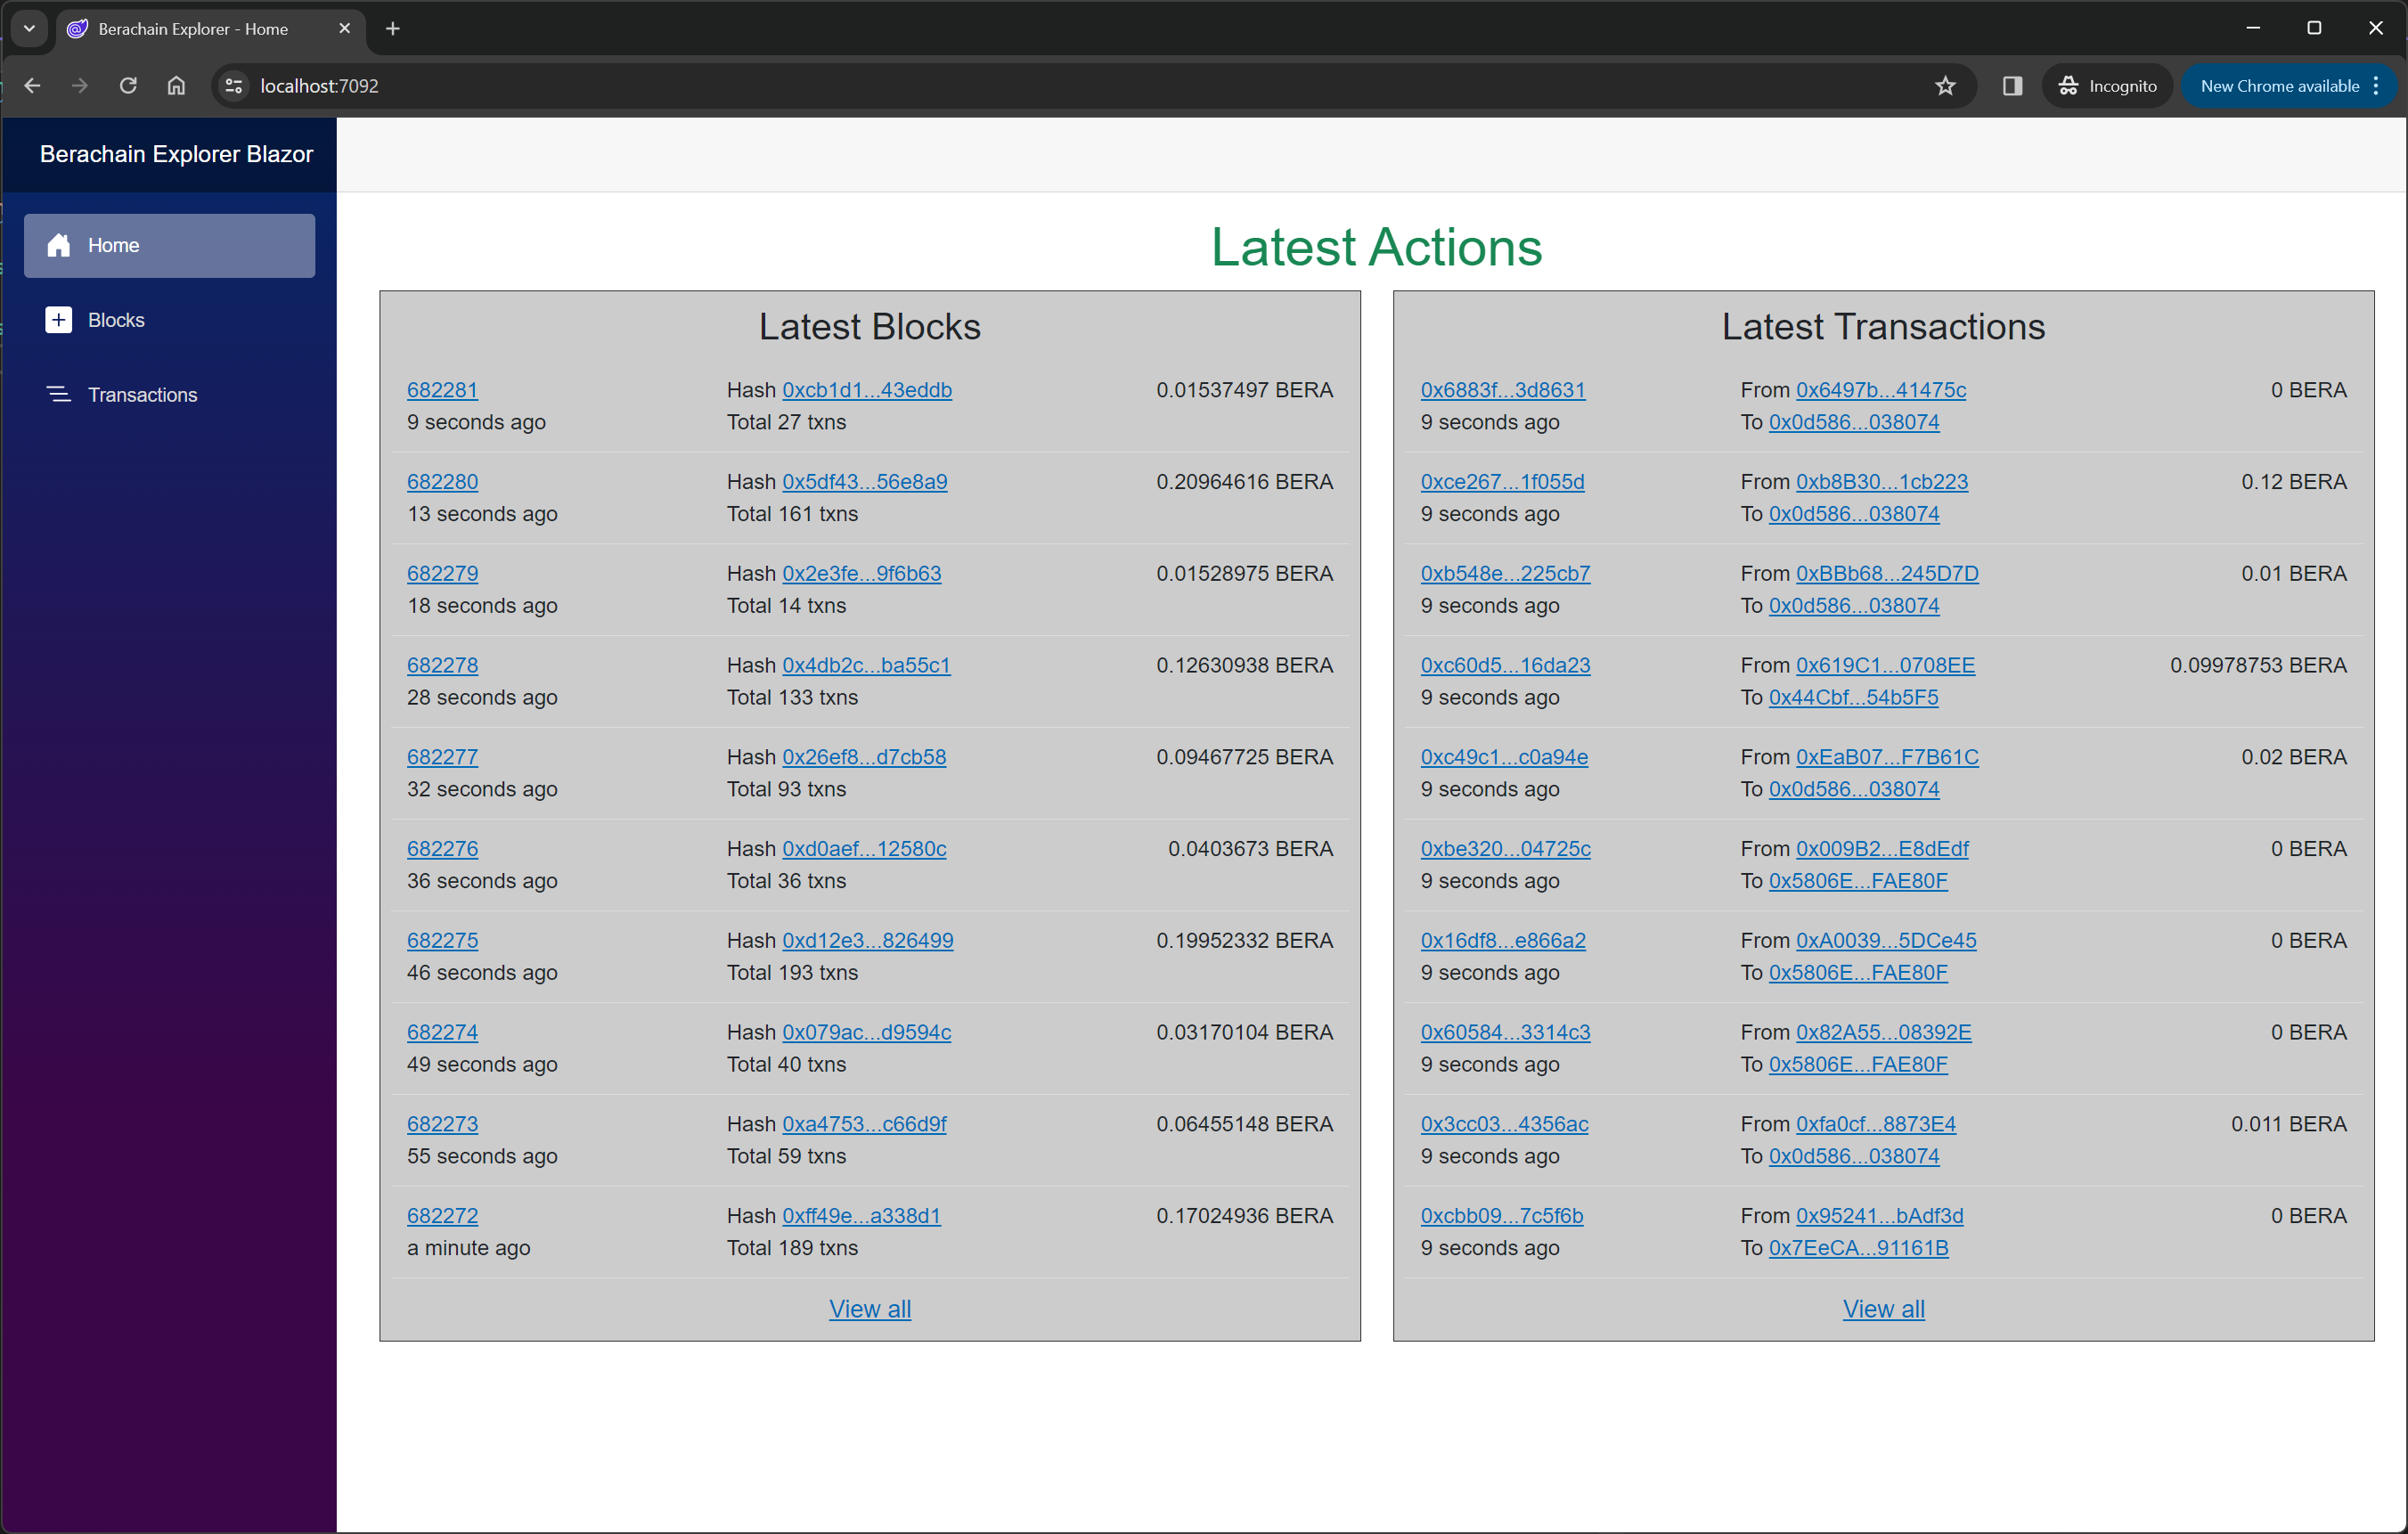 Berachain Explorer - Home
localhost:7092
Incognito
New Chrome available
Berachain Explorer Blazor
Home
Blocks
Transactions
Latest Actions
Latest Blocks
682281 Hash 0xcb1d1...43eddb 0.01537497 BERA
9 seconds ago Total 27 txns
682280 Hash 0x5df43...56e8a9 0.20964616 BERA
13 seconds ago Total 161 txns
682279 Hash 0x2e3fe...9f6b63 0.01528975 BERA
18 seconds ago Total 14 txns
682278 Hash 0x4db2c...ba55c1 0.12630938 BERA
28 seconds ago Total 133 txns
682277 Hash 0x26ef8...d7cb58 0.09467725 BERA
32 seconds ago Total 93 txns
682276 Hash 0xd0aef...12580c 0.0403673 BERA
36 seconds ago Total 36 txns
682275 Hash 0xd12e3...826499 0.19952332 BERA
46 seconds ago Total 193 txns
682274 Hash 0x079ac...d9594c 0.03170104 BERA
49 seconds ago Total 40 txns
682273 Hash 0xa4753...c66d9f 0.06455148 BERA
55 seconds ago Total 59 txns
682272 Hash 0xff49e...a338d1 0.17024936 BERA
a minute ago Total 189 txns
View all
Latest Transactions
0x6883f...3d8631 From 0x6497b...41475c 0 BERA
9 seconds ago To 0x0d586...038074
0xce267...1f055d From 0xb8B30...1cb223 0.12 BERA
9 seconds ago To 0x0d586...038074
0xb548e...225cb7 From 0xBBb68...245D7D 0.01 BERA
9 seconds ago To 0x0d586...038074
0xc60d5...16da23 From 0x619C1...0708EE 0.09978753 BERA
9 seconds ago To 0x44Cbf...54b5F5
0xc49c1...c0a94e From 0xEaB07...F7B61C 0.02 BERA
9 seconds ago To 0x0d586...038074
0xbe320...04725c From 0x009B2...E8dEdf 0 BERA
9 seconds ago To 0x5806E...FAE80F
0x16df8...e866a2 From 0xA0039...5DCe45 0 BERA
9 seconds ago To 0x5806E...FAE80F
0x60584...3314c3 From 0x82A55...08392E 0 BERA
9 seconds ago To 0x5806E...FAE80F
0x3cc03...4356ac From 0xfa0cf...8873E4 0.011 BERA
9 seconds ago To 0x0d586...038074
0xcbb09...7c5f6b From 0x95241...bAdf3d 0 BERA
9 seconds ago To 0x7EeCA...91161B
View all